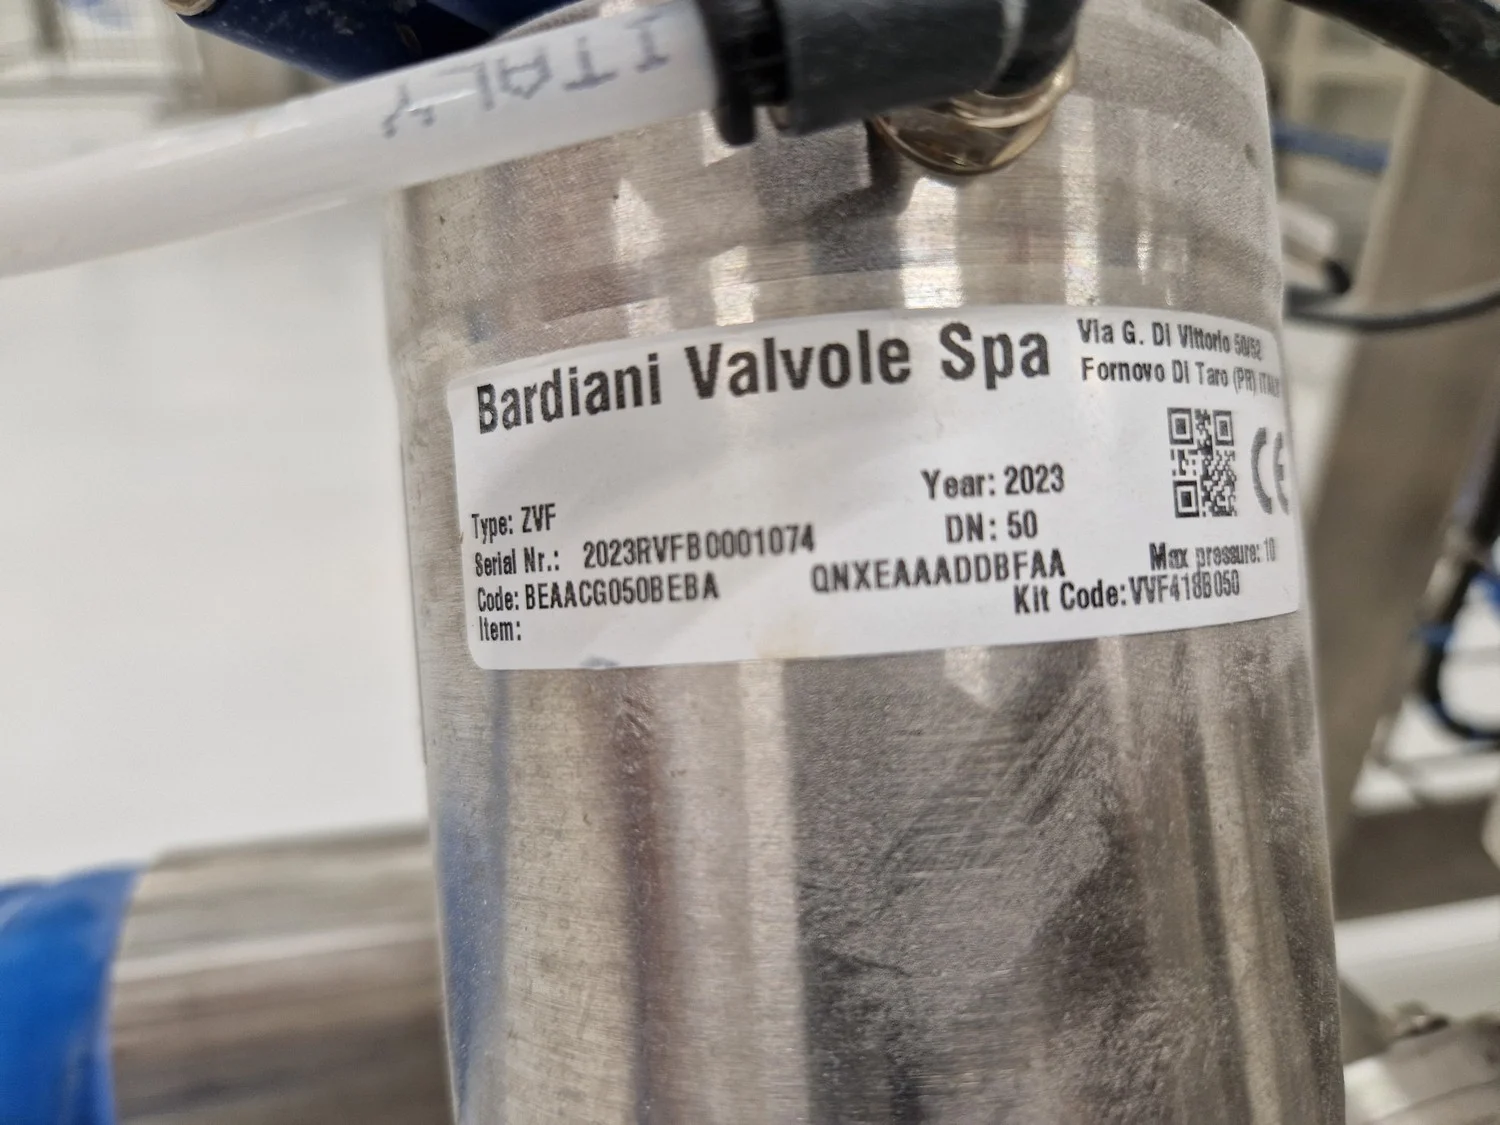 ITALY
Bardiani Valvole Spa
Via G. Di Vittorio 50/52
Fornovo Di Taro (PR) ITALY
Year: 2023
CE
Type: ZVF
DN: 50
Serial Nr.: 2023RVFB0001074
Max pressure: 10
Code: BEAACG050BEBA QNXEAAADDBFAA
Kit Code:VVF418B050
Item: